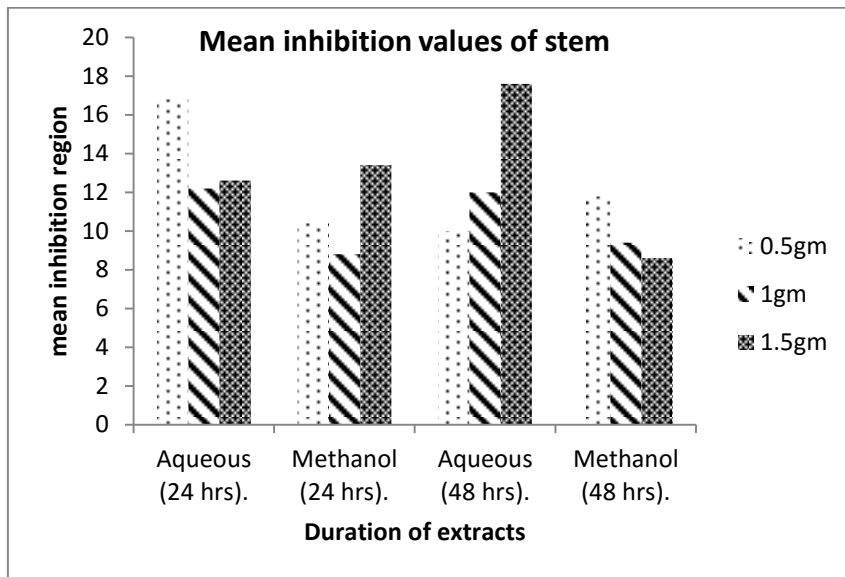 Mean inhibition values of stem
mean inhibition region
20
18
16
14
12
10
8
6
4
2
0
Aqueous
(24 hrs).
Methanol
(24 hrs).
Aqueous
(48 hrs).
Methanol
(48 hrs).
Duration of extracts
0.5gm
1gm
1.5gm